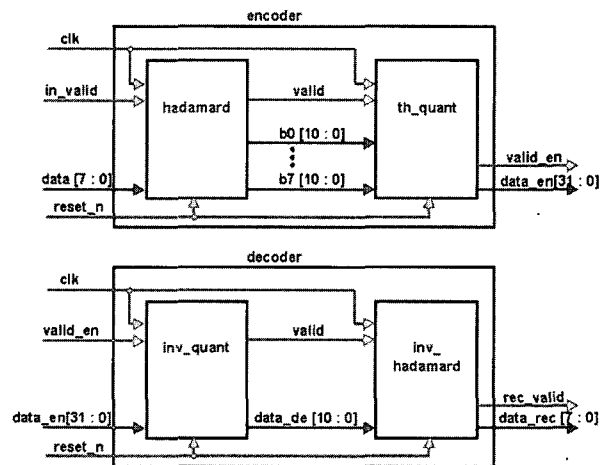 encoder
clk
in_valid
hadamard
valid
th_quant
b0 [10 : 0]
valid_en
data [7 : 0]
b7 [10 : 0]
data_en[31 : 0]
reset_n
decoder
clk
valid_en
inv_quant
valid
inv_
hadamard
rec_valid
data_en[31 : 0]
data_de [10 : 0]
data_rec [7 : 0]
reset_n